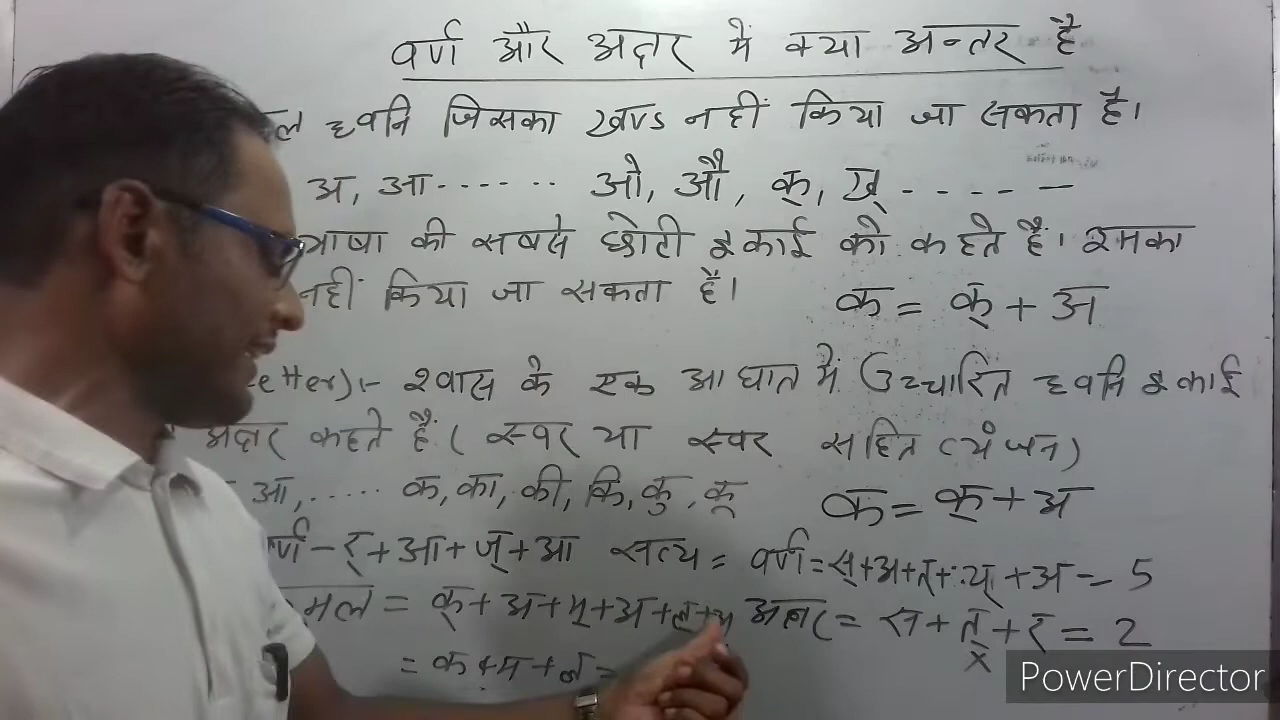 वर्ण और अक्षर में क्या अन्तर है
ल ध्वनि जिसका खण्ड नहीं किया जा सकता है।
अ, आ------ ओ, औ, क्, ख् - - - - -
भाषा की सबसे छोटी इकाई को कहते हैं। इसका
नहीं किया जा सकता है।
क = क् + अ
etter):- श्वास के एक आघात में उच्चारित ध्वनि इकाई
अक्षर कहते हैं ( स्वर या स्वर सहित व्यंजन)
आ,..... क, का, की, कि, कु, कू
क = क् + अ
र्ण - र् + आ + ज् + आ सत्य = वर्ण = स् + अ + त् + य् + अ = 5
मल = क् + अ + म् + अ + ल् + अ अक्षर = स + त् + य = 2
x
= क + म + ल =
PowerDirector